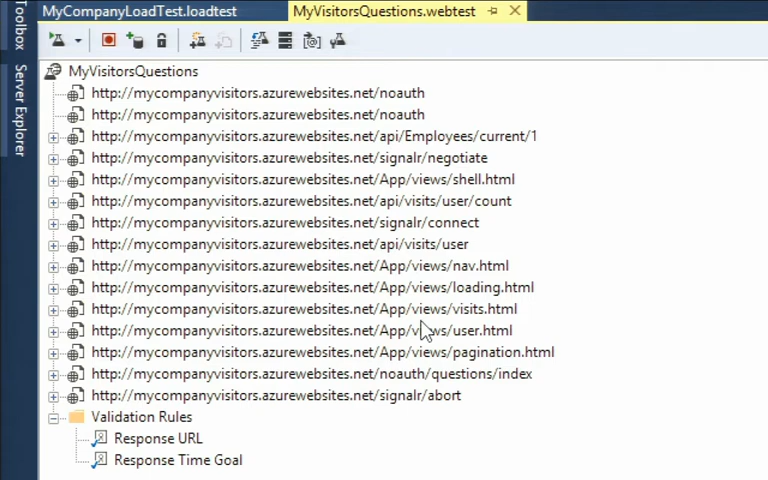 MyCompanyLoadTest.loadtest
MyVisitorsQuestions.webtest
Toolbox
Server Explorer
MyVisitorsQuestions
http://mycompanyvisitors.azurewebsites.net/noauth
http://mycompanyvisitors.azurewebsites.net/noauth
http://mycompanyvisitors.azurewebsites.net/api/Employees/current/1
http://mycompanyvisitors.azurewebsites.net/signalr/negotiate
http://mycompanyvisitors.azurewebsites.net/App/views/shell.html
http://mycompanyvisitors.azurewebsites.net/api/visits/user/count
http://mycompanyvisitors.azurewebsites.net/signalr/connect
http://mycompanyvisitors.azurewebsites.net/api/visits/user
http://mycompanyvisitors.azurewebsites.net/App/views/nav.html
http://mycompanyvisitors.azurewebsites.net/App/views/loading.html
http://mycompanyvisitors.azurewebsites.net/App/views/visits.html
http://mycompanyvisitors.azurewebsites.net/App/views/user.html
http://mycompanyvisitors.azurewebsites.net/App/views/pagination.html
http://mycompanyvisitors.azurewebsites.net/noauth/questions/index
http://mycompanyvisitors.azurewebsites.net/signalr/abort
Validation Rules
Response URL
Response Time Goal